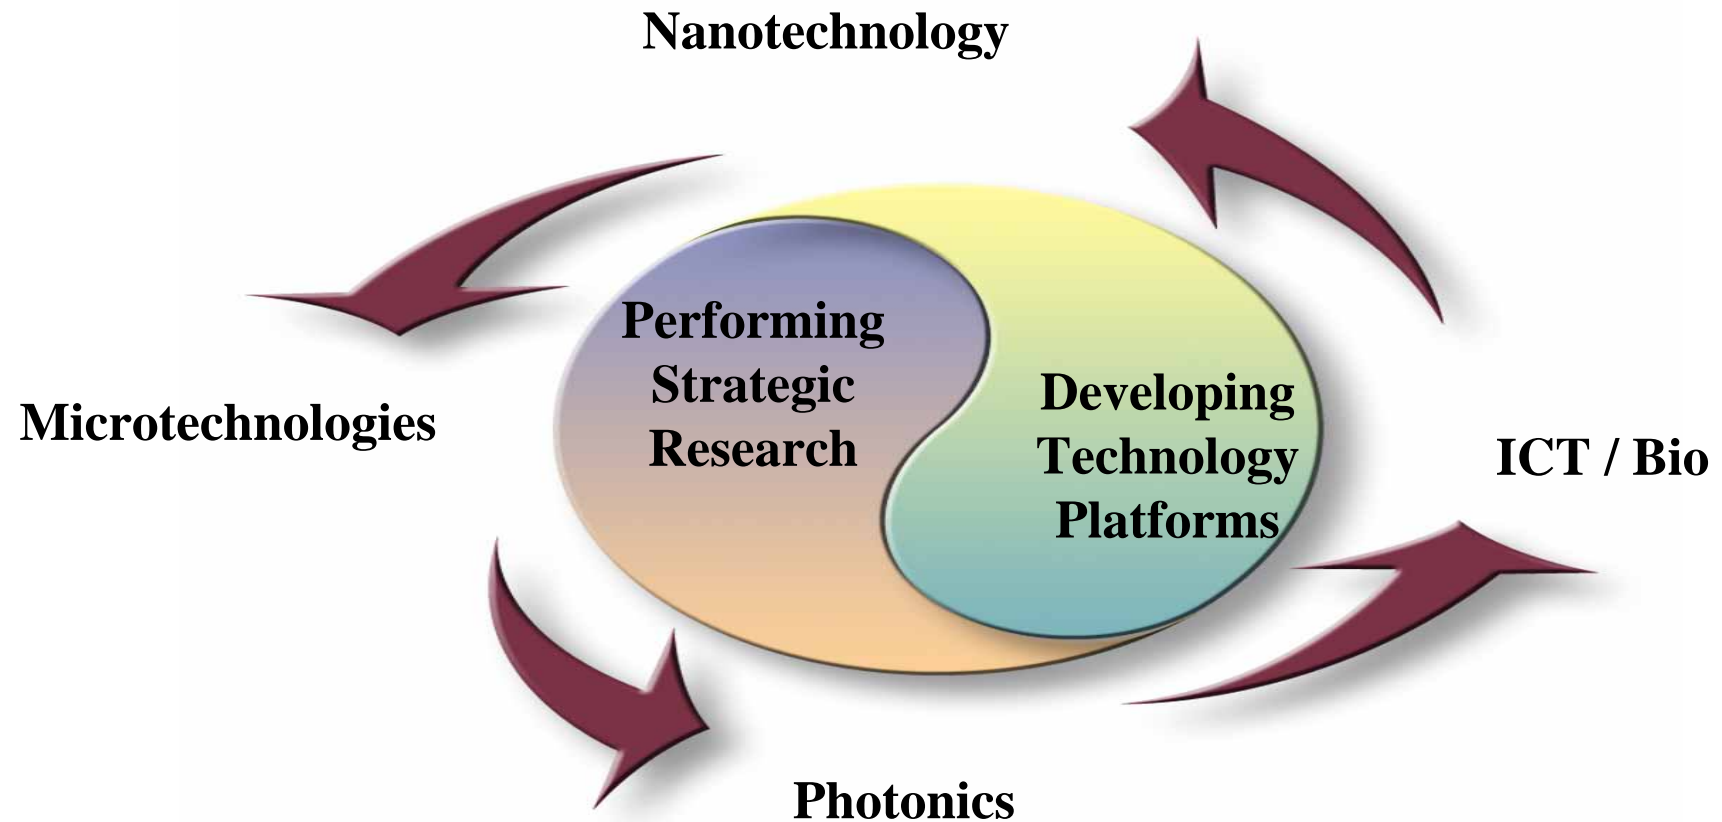 Nanotechnology
Performing
Strategic
Research
Developing
Technology
Platforms
Microtechnologies
ICT / Bio
Photonics